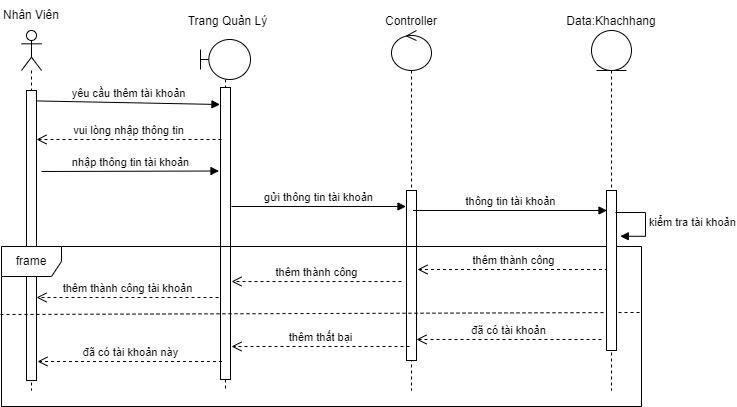 Nhân Viên
Trang Quản Lý
Controller
Data:Khachhang
yêu cầu thêm tài khoản
vui lòng nhập thông tin
nhập thông tin tài khoản
gửi thông tin tài khoản
thông tin tài khoản
kiểm tra tài khoản
frame
thêm thành công
thêm thành công
thêm thành công tài khoản
đã có tài khoản
thêm thất bại
đã có tài khoản này